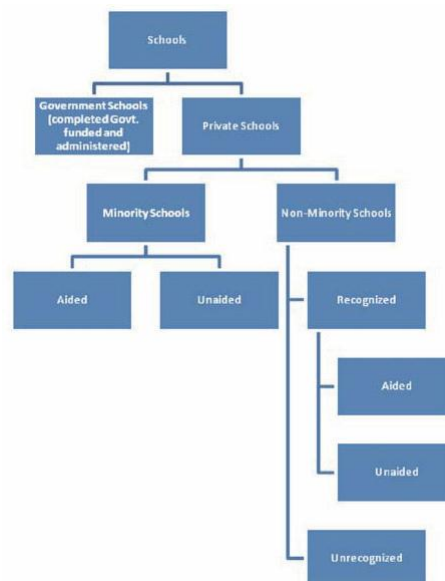 Schools
Government Schools
[completed Govt.
funded and
administered]
Private Schools
Minority Schools
Non-Minority Schools
Aided
Unaided
Recognized
Aided
Unaided
Unrecognized